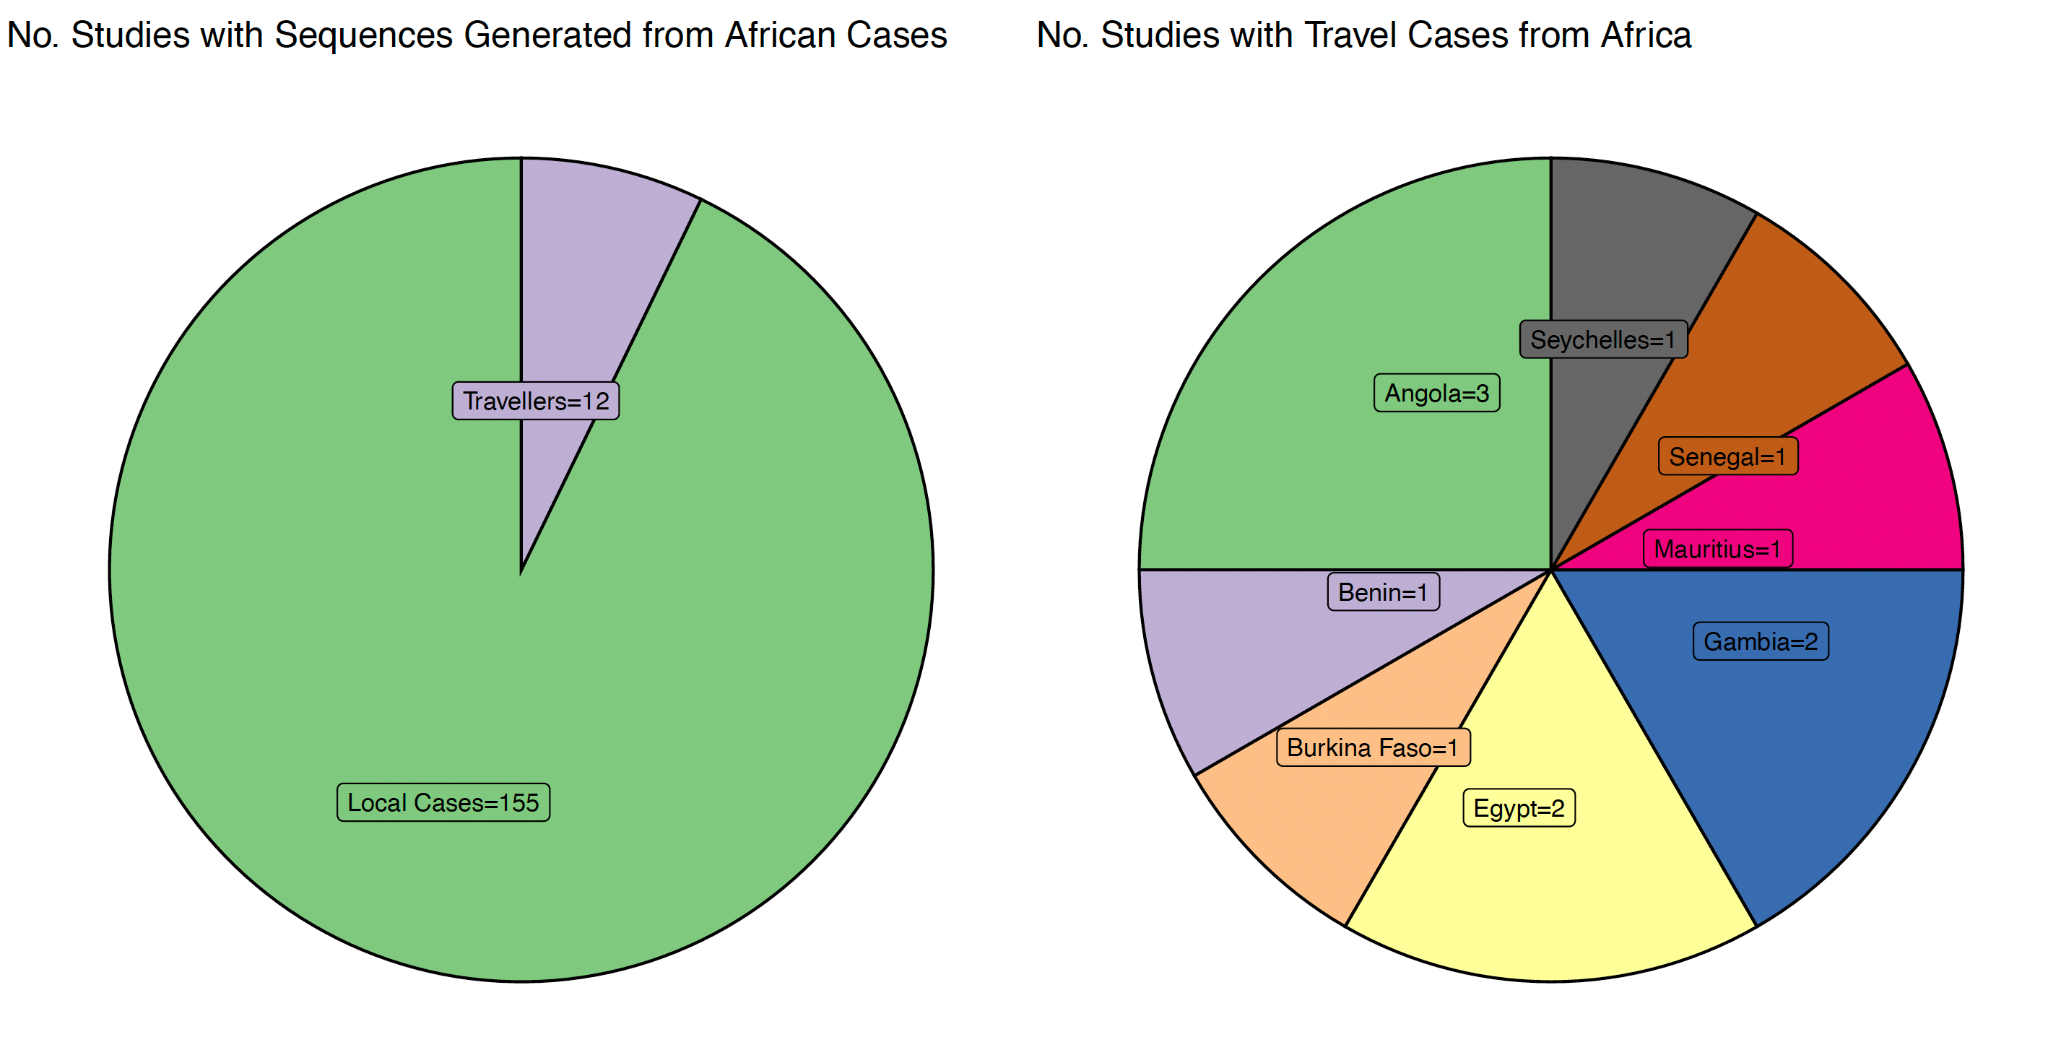 No. Studies with Sequences Generated from African Cases
Travellers=12
Local Cases=155
No. Studies with Travel Cases from Africa
Seychelles=1
Angola=3
Senegal=1
Mauritius=1
Benin=1
Gambia=2
Burkina Faso=1
Egypt=2